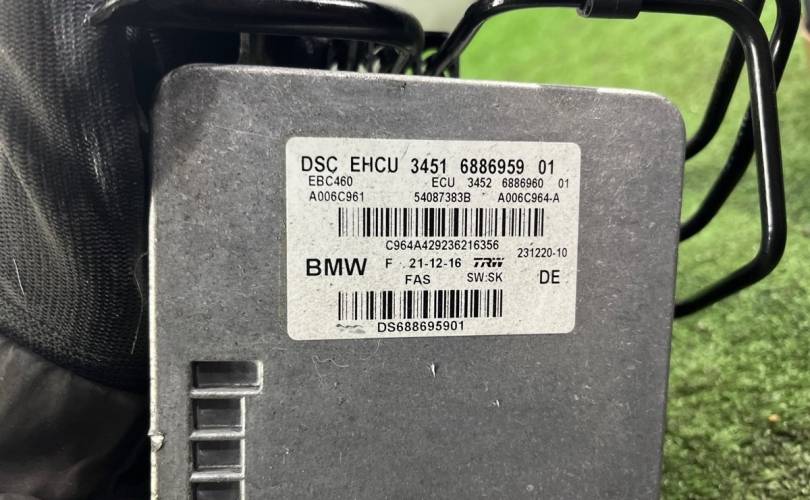 DSC EHCU 3451 6886959 01
EBC460 ECU 3452 6886960 01
A006C961 54087383B A006C964-A
C964A429236216356
231220-10
BMW F 21-12-16 TRW
FAS SW:SK DE
DS688695901